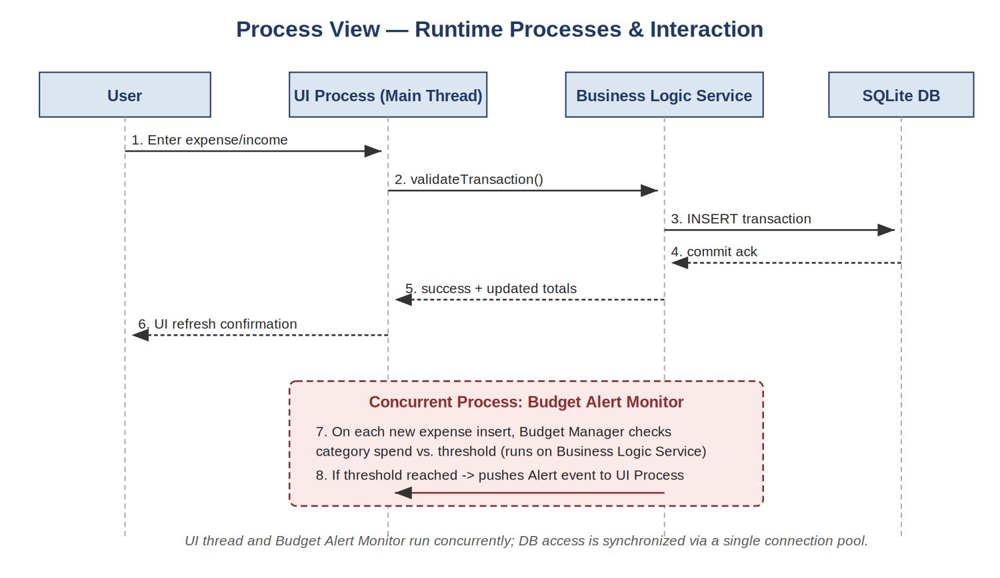 Process View — Runtime Processes & Interaction
User
UI Process (Main Thread)
Business Logic Service
SQLite DB
1. Enter expense/income
2. validateTransaction()
3. INSERT transaction
4. commit ack
5. success + updated totals
6. UI refresh confirmation
Concurrent Process: Budget Alert Monitor
7. On each new expense insert, Budget Manager checks
category spend vs. threshold (runs on Business Logic Service)
8. If threshold reached -> pushes Alert event to UI Process
UI thread and Budget Alert Monitor run concurrently; DB access is synchronized via a single connection pool.